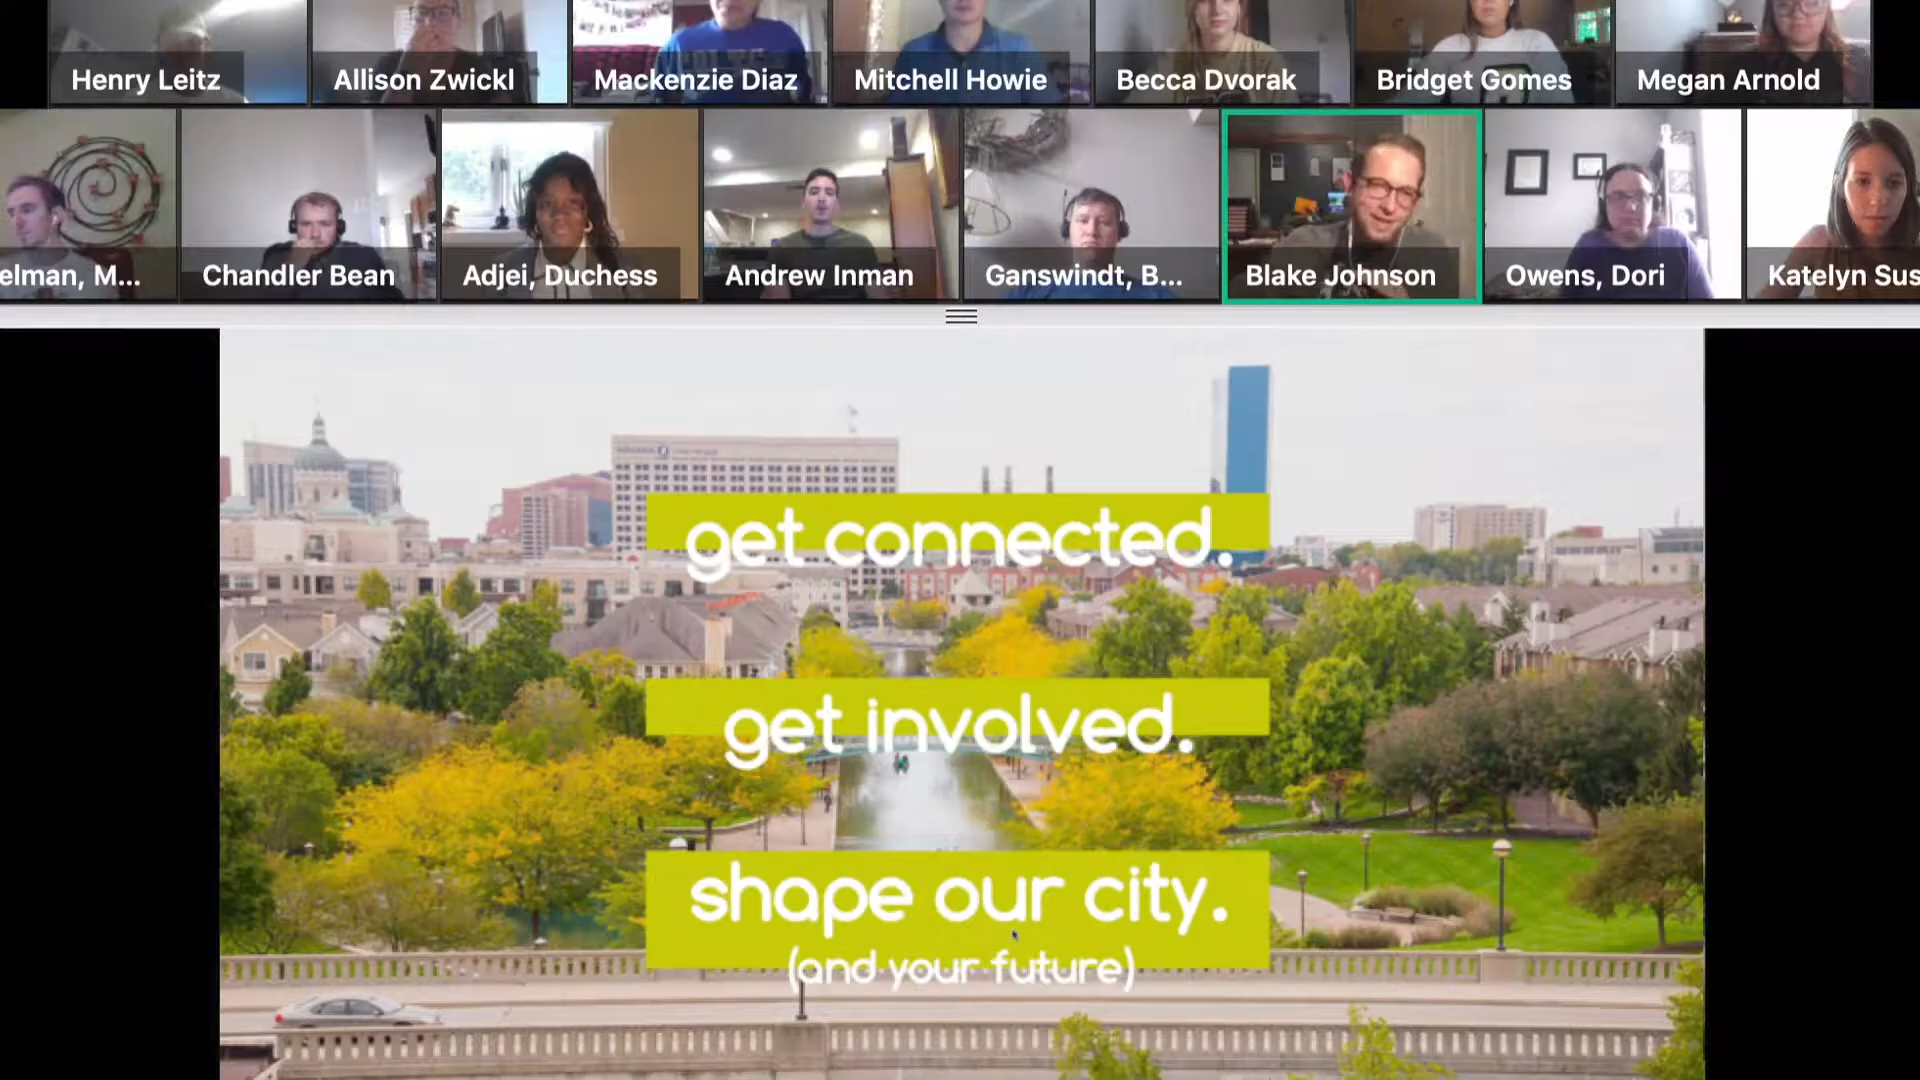 Henry Leitz
Allison Zwickl
Mackenzie Diaz
Mitchell Howie
Becca Dvorak
Bridget Gomes
Megan Arnold
elman, M...
Chandler Bean
Adjei, Duchess
Andrew Inman
Ganswindt, B...
Blake Johnson
Owens, Dori
Katelyn Sus
get connected.
get involved.
shape our city.
(and your future)